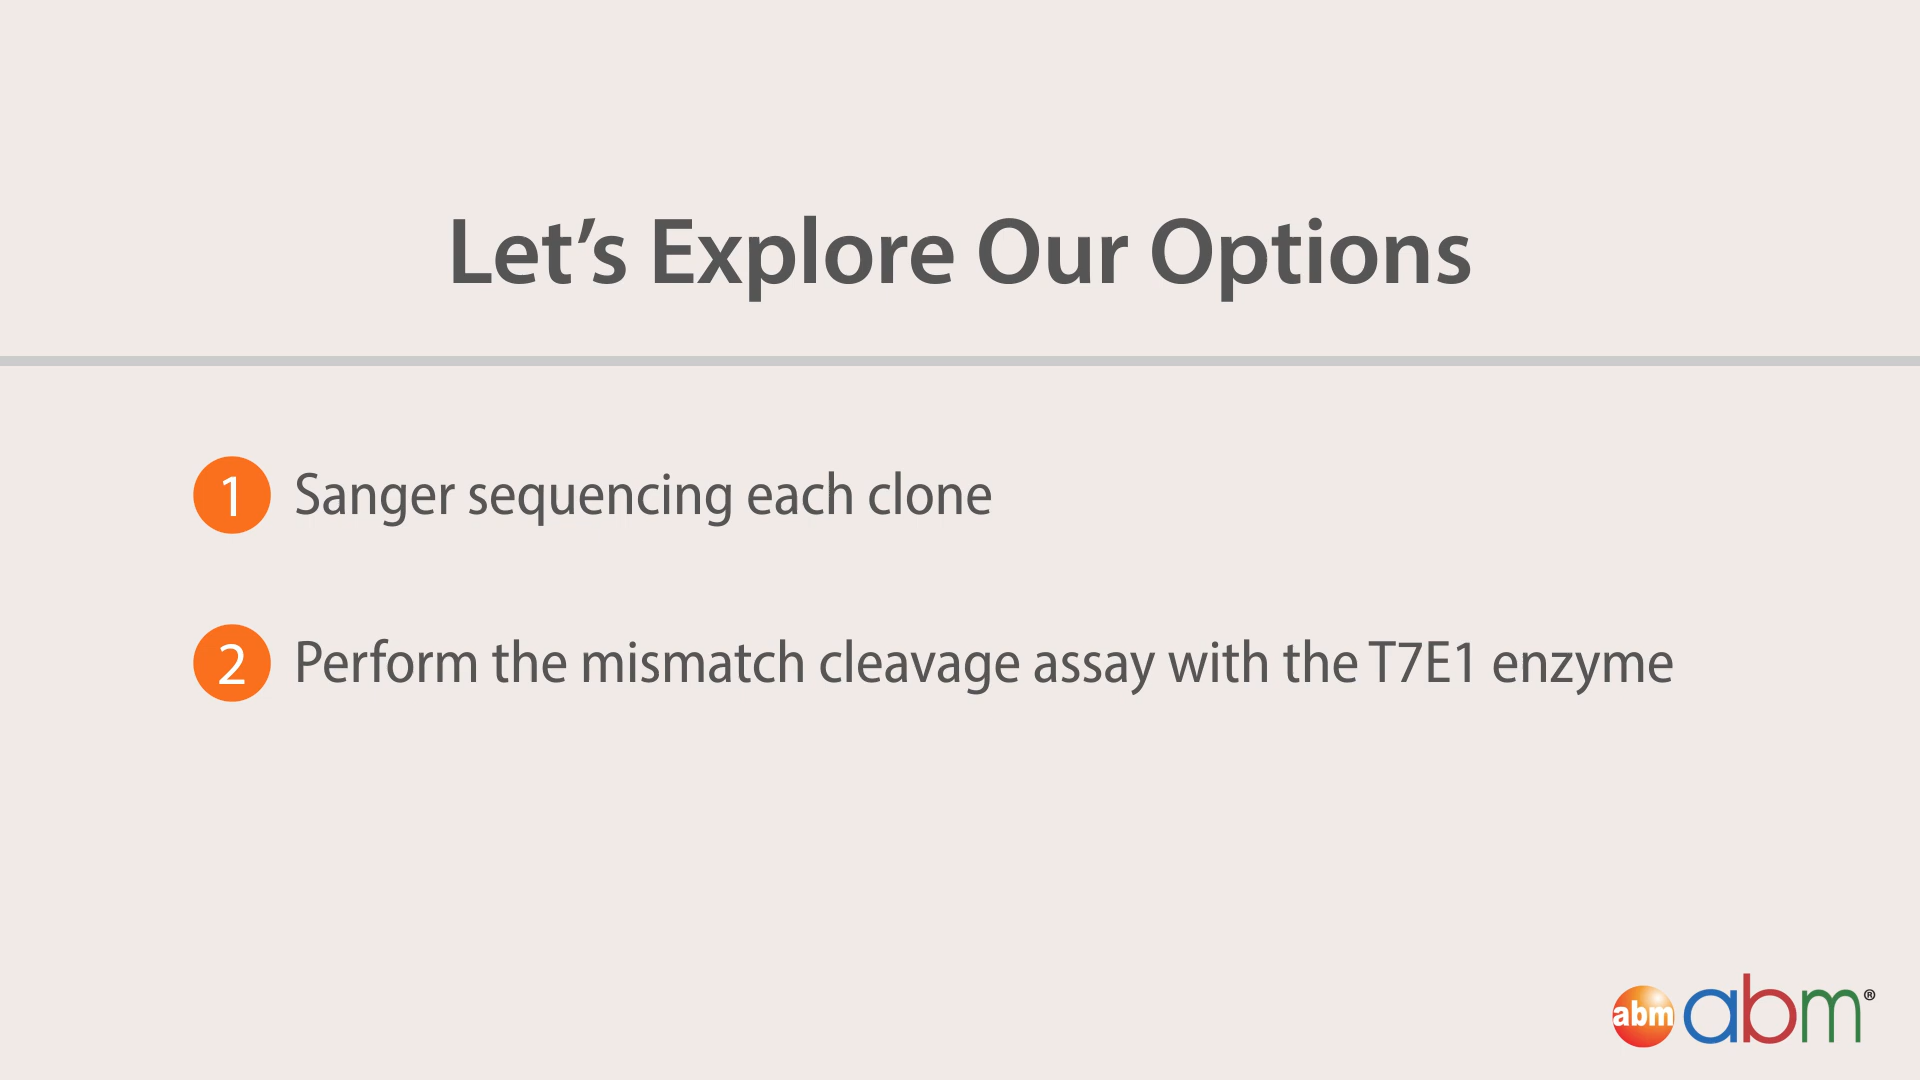 Let’s Explore Our Options
1 Sanger sequencing each clone
2 Perform the mismatch cleavage assay with the T7E1 enzyme
abm abm®